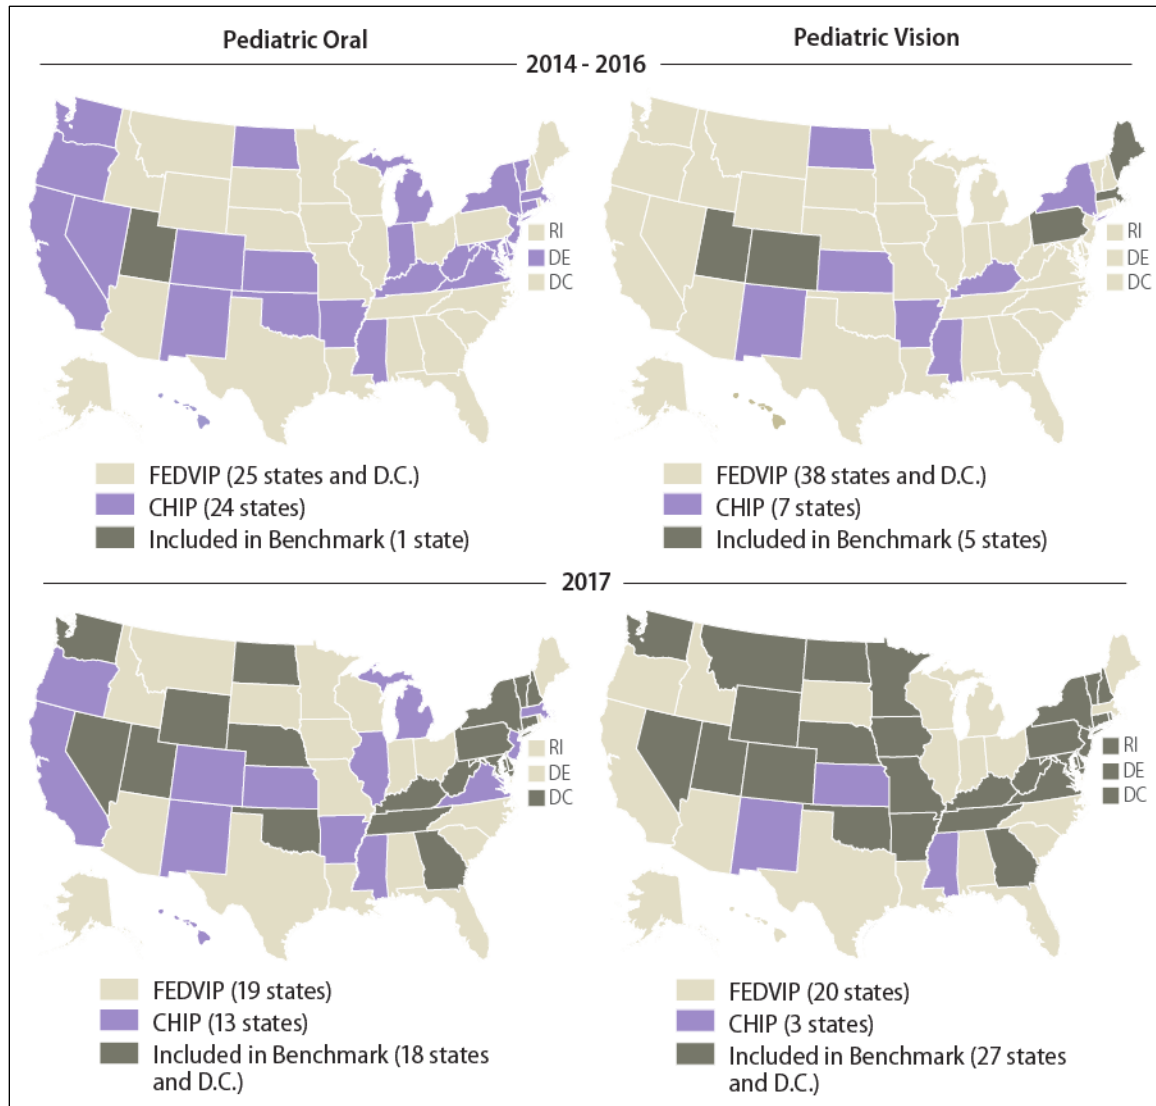 Pediatric Oral
Pediatric Vision
2014 - 2016
RI
DE
DC
RI
DE
DC
FEDVIP (25 states and D.C.)
CHIP (24 states)
Included in Benchmark (1 state)
FEDVIP (38 states and D.C.)
CHIP (7 states)
Included in Benchmark (5 states)
2017
RI
DE
DC
RI
DE
DC
FEDVIP (19 states)
CHIP (13 states)
Included in Benchmark (18 states
and D.C.)
FEDVIP (20 states)
CHIP (3 states)
Included in Benchmark (27 states
and D.C.)